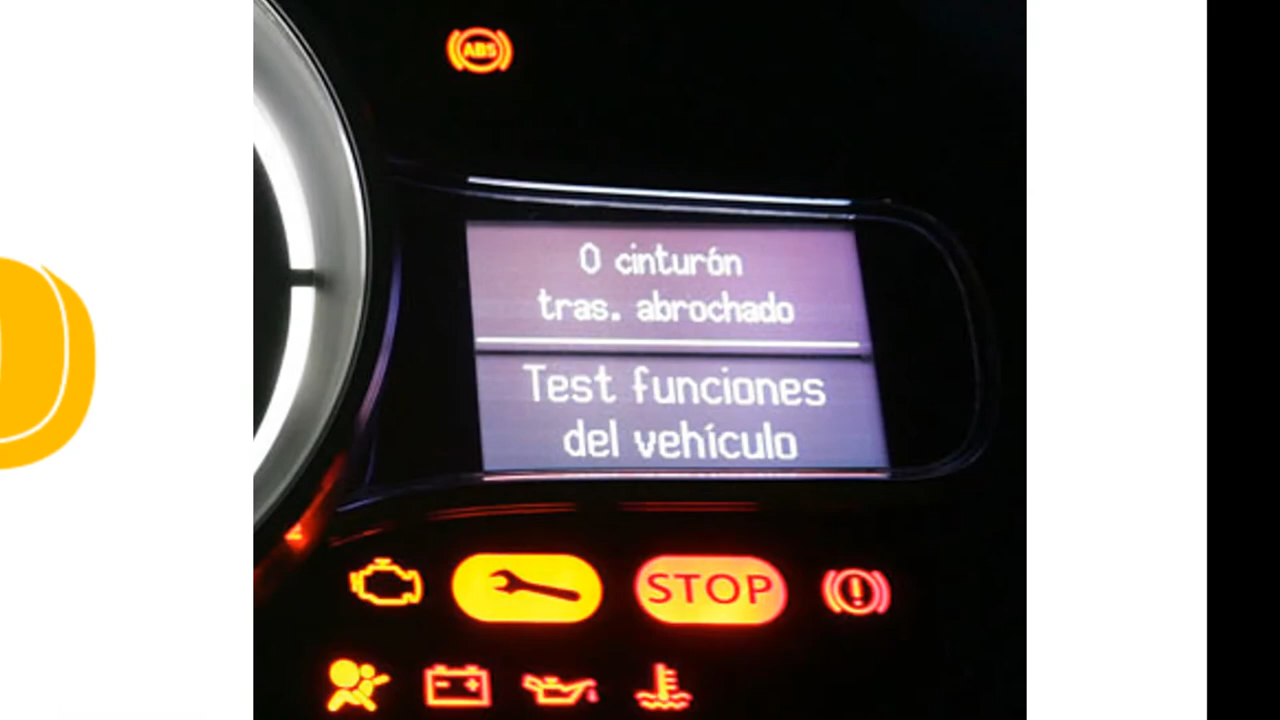 ABS
0 cinturón
tras. abrochado
Test funciones
del vehículo
STOP